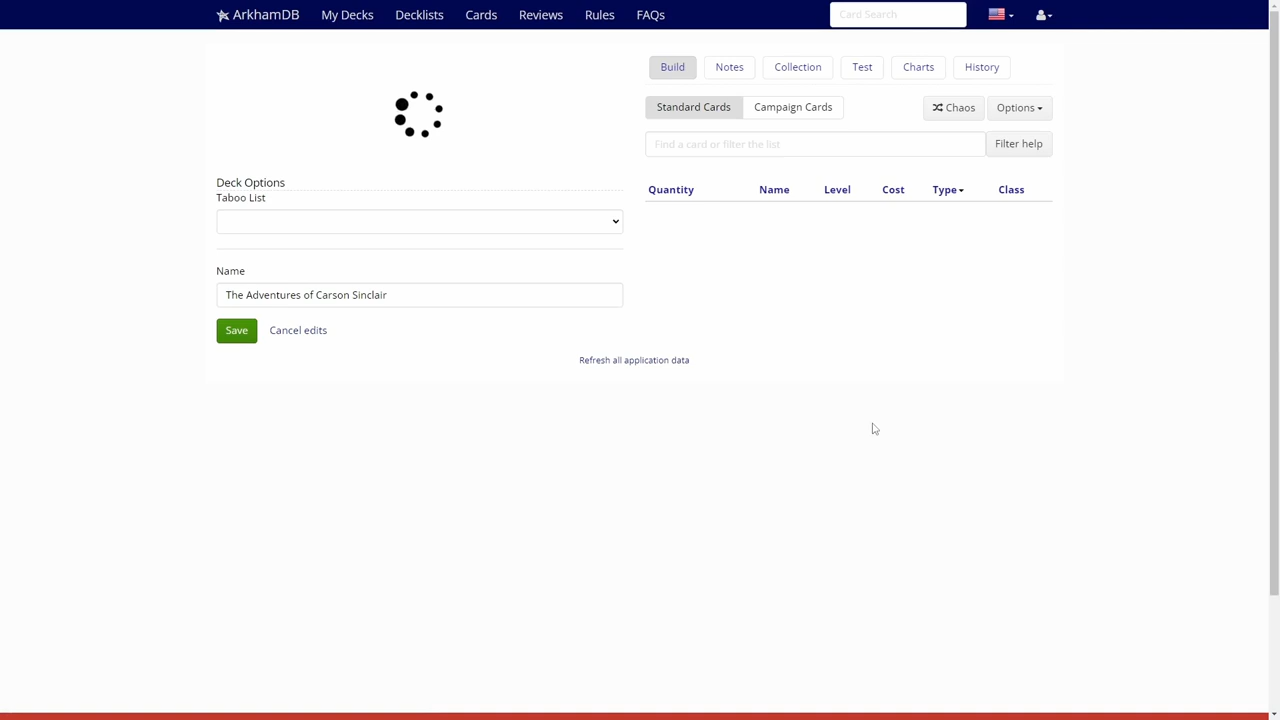 ArkhamDB My Decks Decklists Cards Reviews Rules FAQs Card Search
Build Notes Collection Test Charts History
Standard Cards Campaign Cards Chaos Options
Find a card or filter the list Filter help
Deck Options
Taboo List
Quantity Name Level Cost Type Class
Name
The Adventures of Carson Sinclair
Save Cancel edits
Refresh all application data